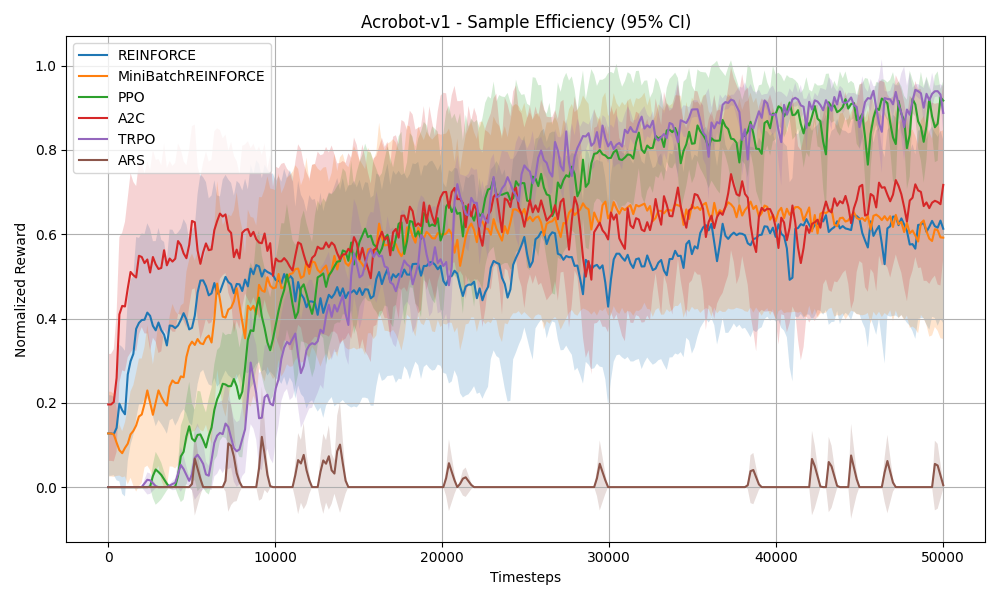 Acrobot-v1 - Sample Efficiency (95% CI)
REINFORCE
MiniBatchREINFORCE
PPO
A2C
TRPO
ARS
Normalized Reward
1.0
0.8
0.6
0.4
0.2
0.0
0
10000
20000
30000
40000
50000
Timesteps